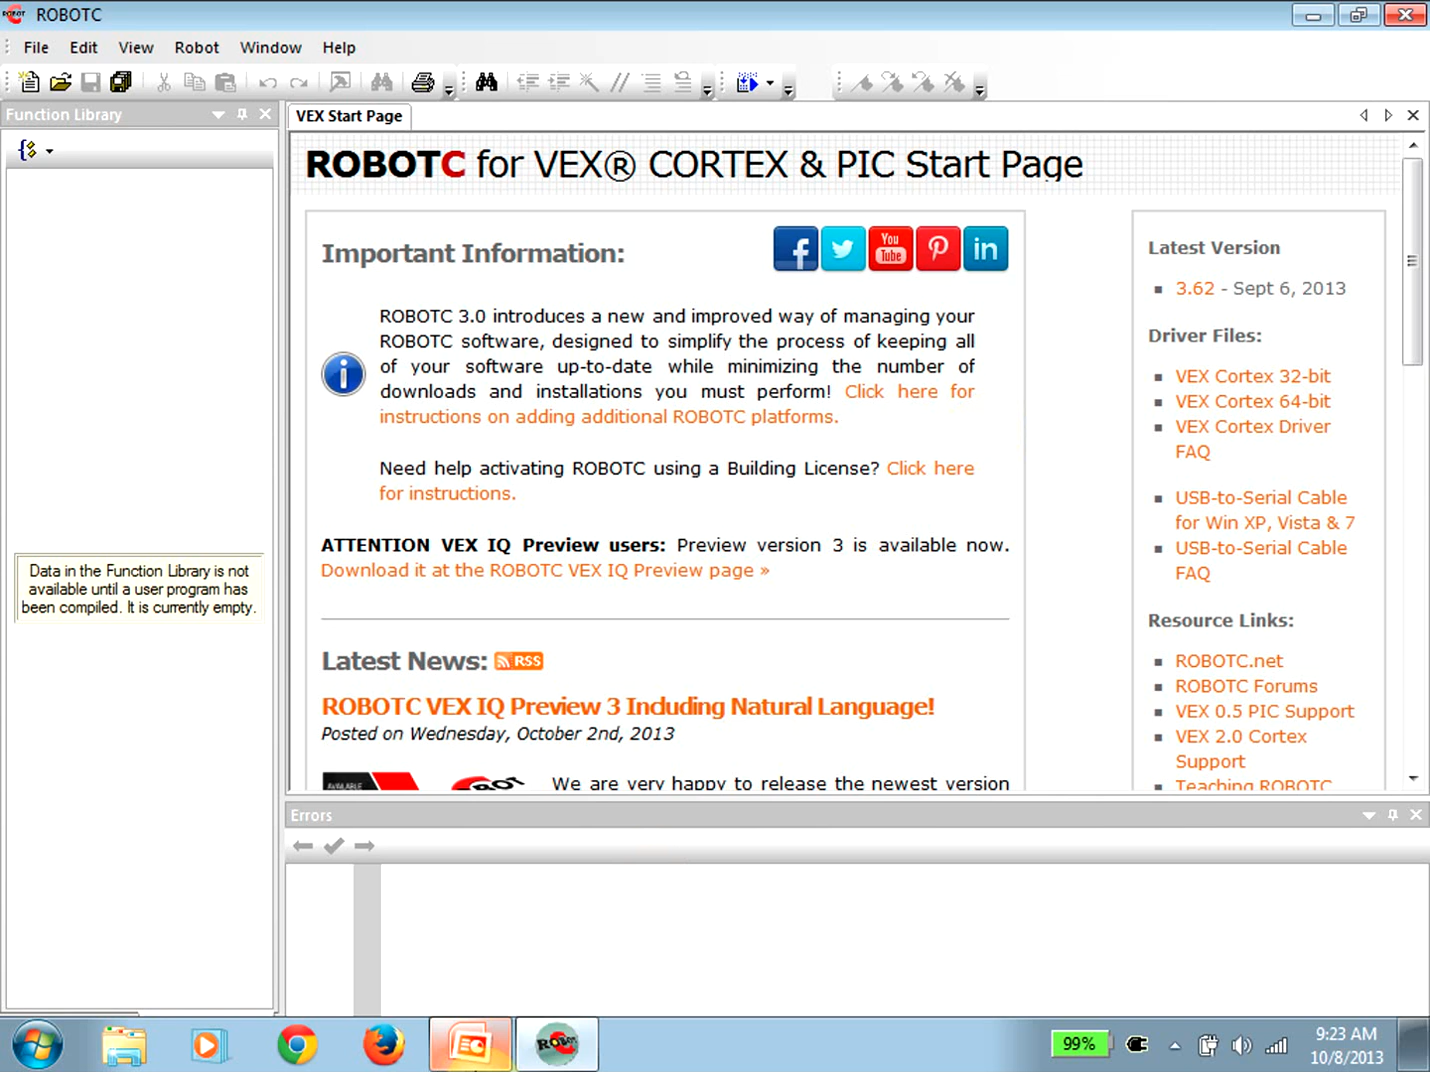 ROBOTC
File Edit View Robot Window Help
Function Library
VEX Start Page
ROBOTC for VEX® CORTEX & PIC Start Page
Important Information:
You
Tube
in
ROBOTC 3.0 introduces a new and improved way of managing your
ROBOTC software, designed to simplify the process of keeping all
of your software up-to-date while minimizing the number of
downloads and installations you must perform! Click here for
instructions on adding additional ROBOTC platforms.
Need help activating ROBOTC using a Building License? Click here
for instructions.
ATTENTION VEX IQ Preview users: Preview version 3 is available now.
Download it at the ROBOTC VEX IQ Preview page »
Latest News: RSS
ROBOTC VEX IQ Preview 3 Including Natural Language!
Posted on Wednesday, October 2nd, 2013
AVAILABLE
We are very happy to release the newest version
Latest Version
3.62 - Sept 6, 2013
Driver Files:
VEX Cortex 32-bit
VEX Cortex 64-bit
VEX Cortex Driver
FAQ
USB-to-Serial Cable
for Win XP, Vista & 7
USB-to-Serial Cable
FAQ
Resource Links:
ROBOTC.net
ROBOTC Forums
VEX 0.5 PIC Support
VEX 2.0 Cortex
Support
Teaching ROBOTC
Data in the Function Library is not
available until a user program has
been compiled. It is currently empty.
Errors
99%
9:23 AM
10/8/2013